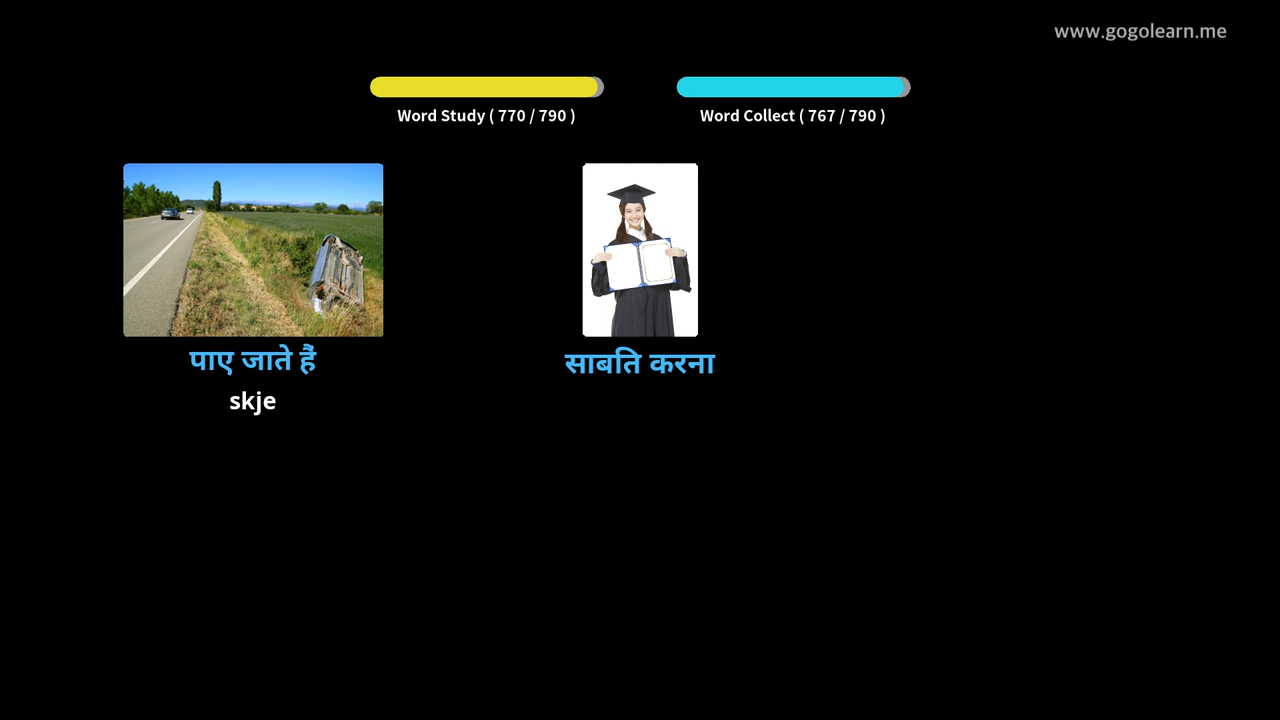 www.gogolearn.me
Word Study ( 770 / 790 )
Word Collect ( 767 / 790 )
पाए जाते हैं
skje
साबति करना